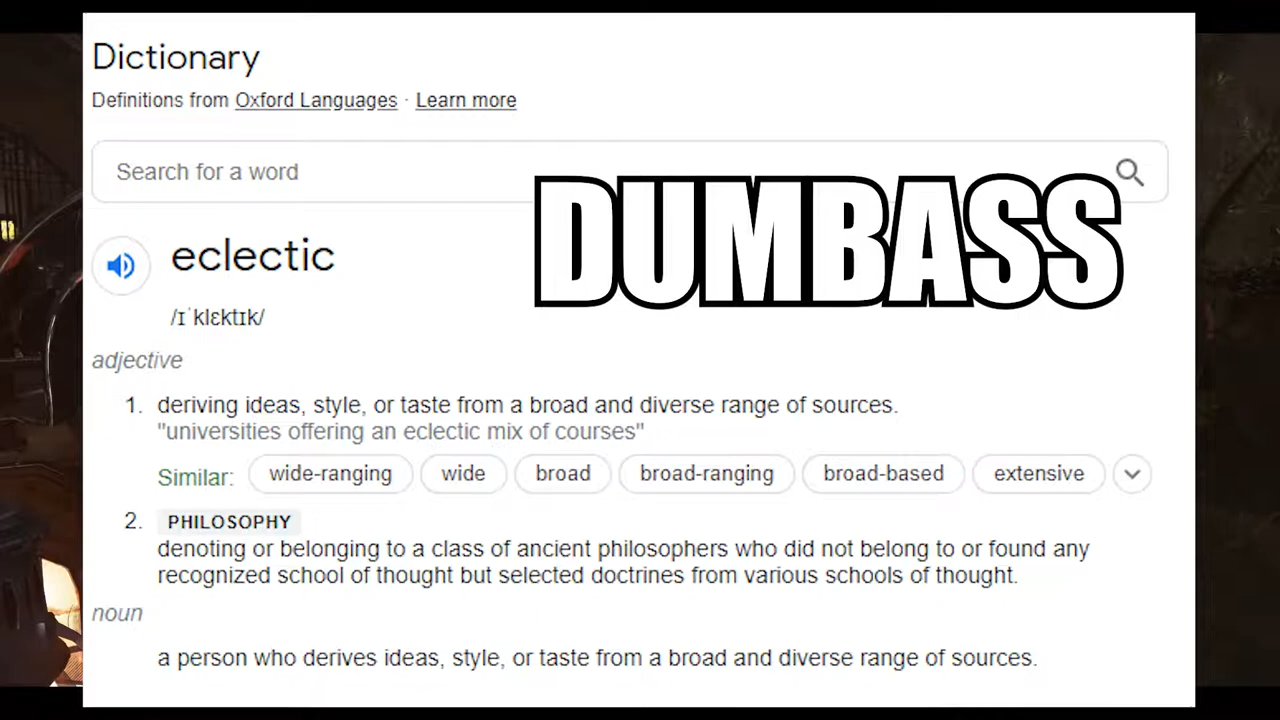 Dictionary
Definitions from Oxford Languages · Learn more
Search for a word
DUMBASS
eclectic
/ɪˈklɛktɪk/
adjective
1. deriving ideas, style, or taste from a broad and diverse range of sources.
"universities offering an eclectic mix of courses"
Similar: wide-ranging wide broad broad-ranging broad-based extensive
2. PHILOSOPHY
denoting or belonging to a class of ancient philosophers who did not belong to or found any
recognized school of thought but selected doctrines from various schools of thought.
noun
a person who derives ideas, style, or taste from a broad and diverse range of sources.